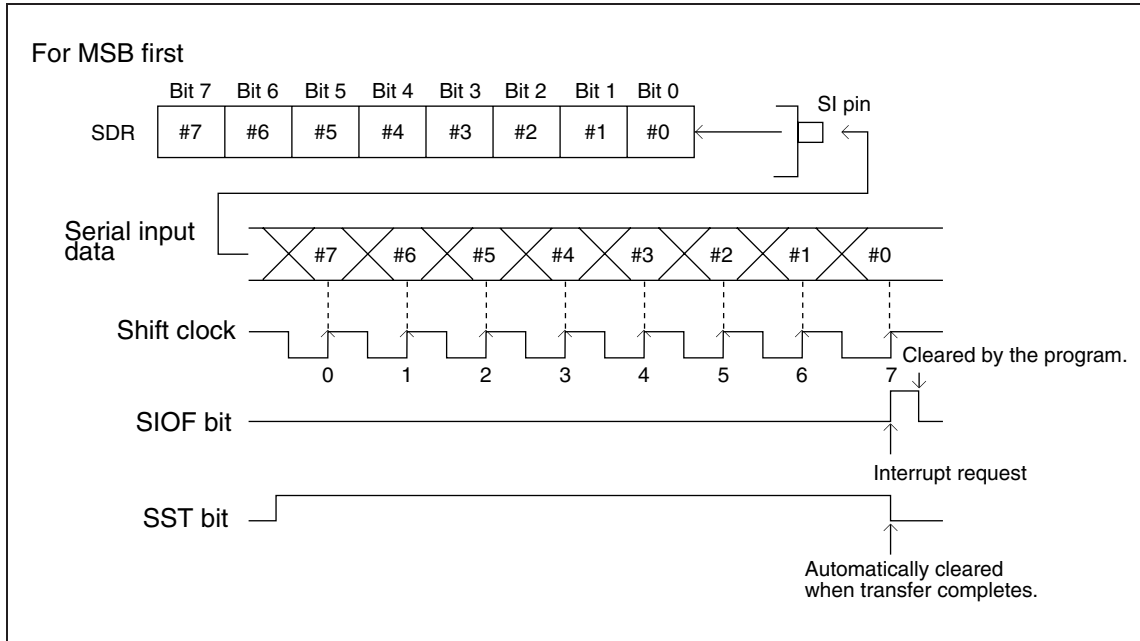 For MSB first
Bit 7 Bit 6 Bit 5 Bit 4 Bit 3 Bit 2 Bit 1 Bit 0
SI pin
SDR #7 #6 #5 #4 #3 #2 #1 #0
Serial input
data
#7 #6 #5 #4 #3 #2 #1 #0
Shift clock
Cleared by the program.
0 1 2 3 4 5 6 7
SIOF bit
Interrupt request
SST bit
Automatically cleared
when transfer completes.